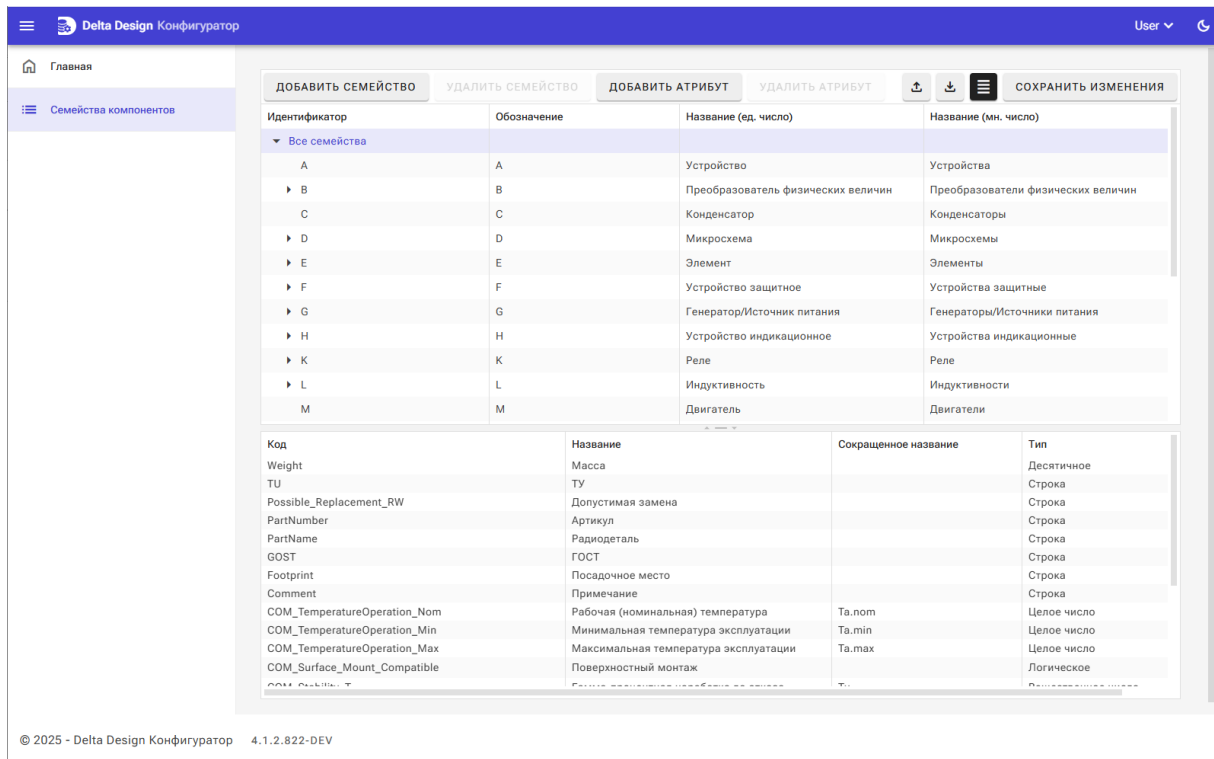 Delta Design Конфигуратор
User
Главная
Семейства компонентов
ДОБАВИТЬ СЕМЕЙСТВО УДАЛИТЬ СЕМЕЙСТВО ДОБАВИТЬ АТРИБУТ УДАЛИТЬ АТРИБУТ СОХРАНИТЬ ИЗМЕНЕНИЯ
Идентификатор Обозначение Название (ед. число) Название (мн. число)
Все семейства
A A Устройство Устройства
B B Преобразователь физических величин Преобразователи физических величин
C C Конденсатор Конденсаторы
D D Микросхема Микросхемы
E E Элемент Элементы
F F Устройство защитное Устройства защитные
G G Генератор/Источник питания Генераторы/Источники питания
H H Устройство индикационное Устройства индикационные
K K Реле Реле
L L Индуктивность Индуктивности
M M Двигатель Двигатели
Код Название Сокращенное название Тип
Weight Масса Десятичное
TU ТУ Строка
Possible_Replacement_RW Допустимая замена Строка
PartNumber Артикул Строка
PartName Радиодеталь Строка
GOST ГОСТ Строка
Footprint Посадочное место Строка
Comment Примечание Строка
COM_TemperatureOperation_Nom Рабочая (номинальная) температура Ta.nom Целое число
COM_TemperatureOperation_Min Минимальная температура эксплуатации Ta.min Целое число
COM_TemperatureOperation_Max Максимальная температура эксплуатации Ta.max Целое число
COM_Surface_Mount_Compatible Поверхностный монтаж Логическое
© 2025 - Delta Design Конфигуратор 4.1.2.822-DEV